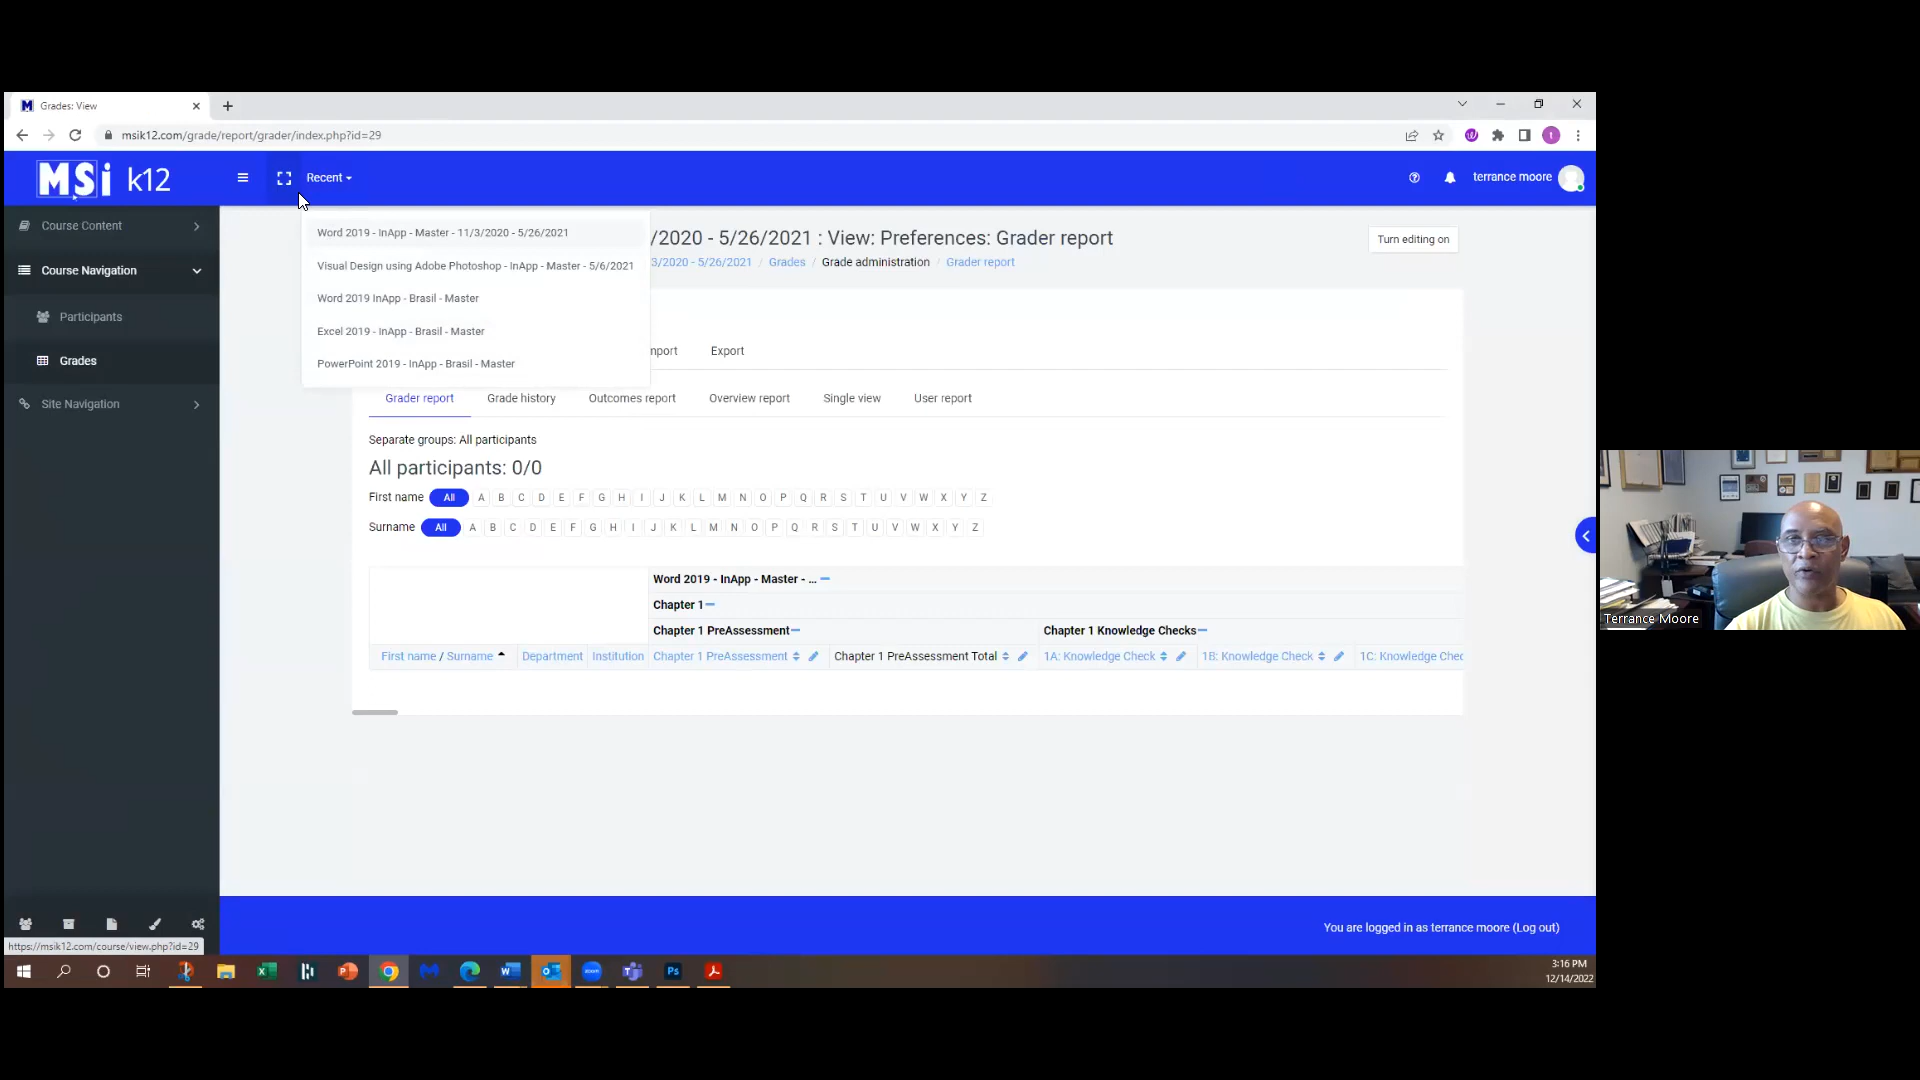 Grades: View
msik12.com/grade/report/grader/index.php?id=29
MSi k12
Recent
terrance moore
Course Content
Course Navigation
Participants
Grades
Site Navigation
Word 2019 - InApp - Master - 11/3/2020 - 5/26/2021
Visual Design using Adobe Photoshop - InApp - Master - 5/6/2021
Word 2019 InApp - Brasil - Master
Excel 2019 - InApp - Brasil - Master
PowerPoint 2019 - InApp - Brasil - Master
/2020 - 5/26/2021 : View: Preferences: Grader report
Turn editing on
3/2020 - 5/26/2021 / Grades / Grade administration / Grader report
mport Export
Grader report Grade history Outcomes report Overview report Single view User report
Separate groups: All participants
All participants: 0/0
First name All A B C D E F G H I J K L M N O P Q R S T U V W X Y Z
Surname All A B C D E F G H I J K L M N O P Q R S T U V W X Y Z
Word 2019 - InApp - Master - ...
Chapter 1
Chapter 1 PreAssessment Chapter 1 Knowledge Checks
First name / Surname Department Institution Chapter 1 PreAssessment Chapter 1 PreAssessment Total 1A: Knowledge Check 1B: Knowledge Check 1C: Knowledge Chec
Terrance Moore
You are logged in as terrance moore (Log out)
https://msik12.com/course/view.php?id=29
3:16 PM
12/14/2022